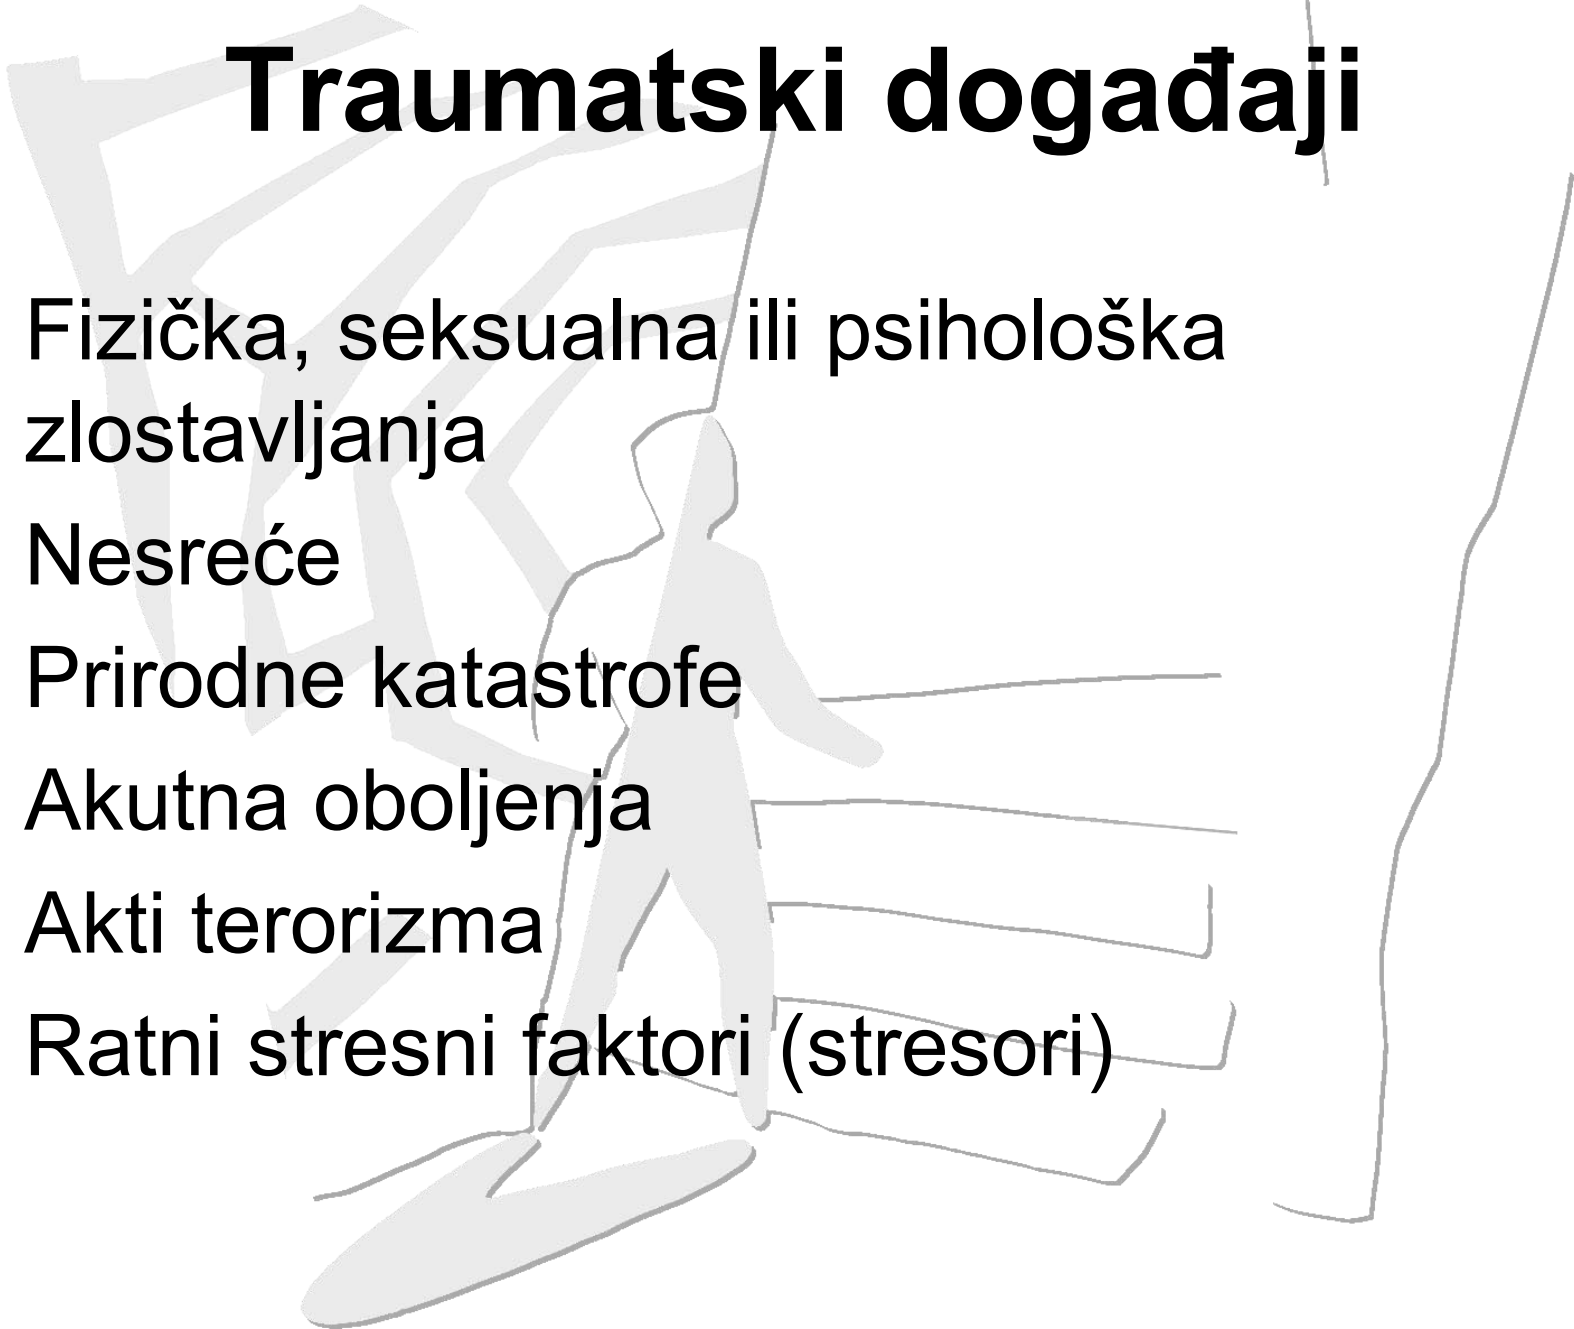 Traumatski događaji
Fizička, seksualna ili psihološka
zlostavljanja
Nesreće
Prirodne katastrofe
Akutna oboljenja
Akti terorizma
Ratni stresni faktori (stresori)